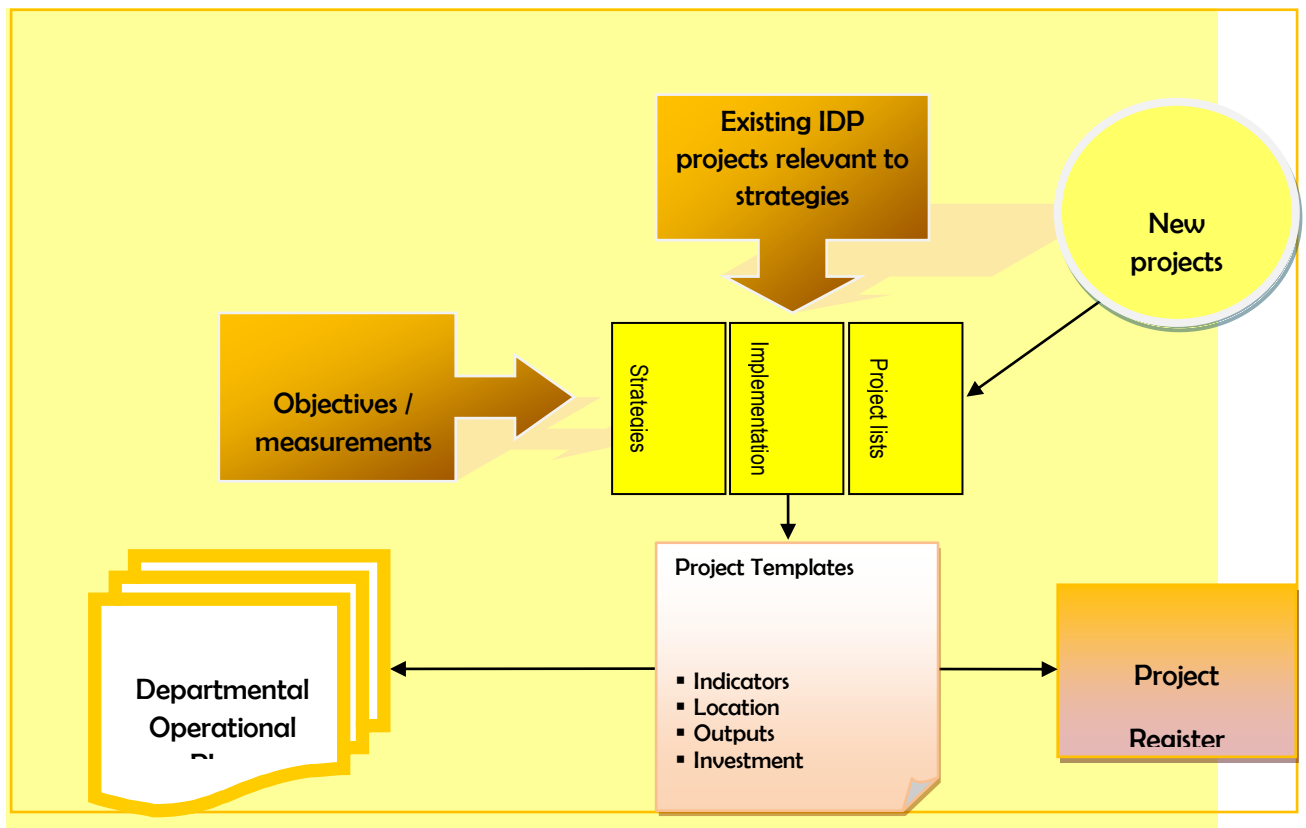 Existing IDP
projects relevant to
strategies
New
projects
Objectives /
measurements
Strategies
Implementation
Project lists
Project Templates
▪ Indicators
▪ Location
▪ Outputs
▪ Investment
Departmental
Operational
Project
Register